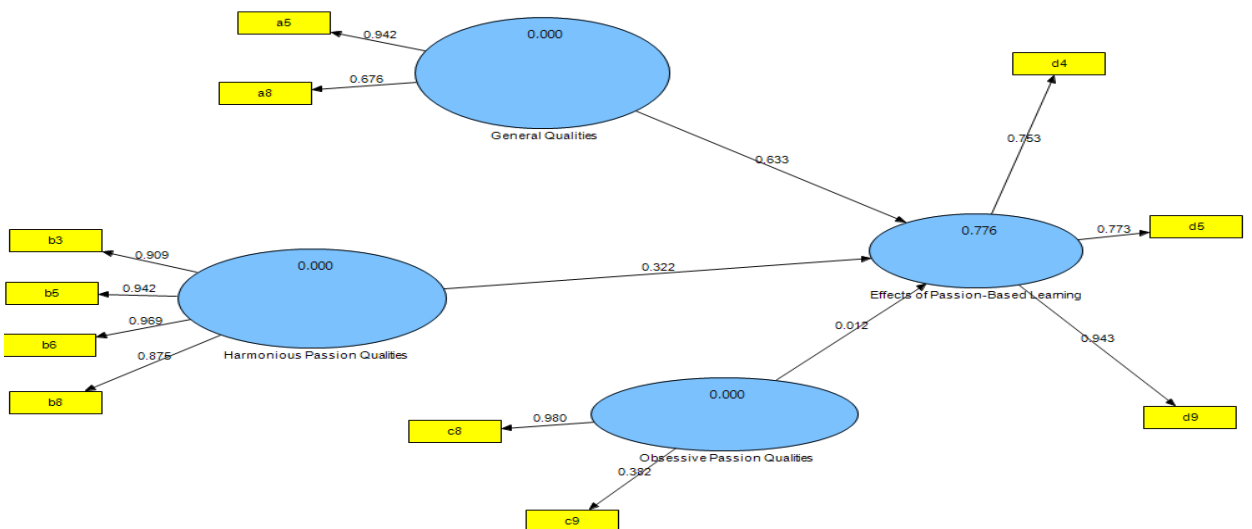 a5
0.942
a8
0.676
0.000
General Qualities
0.633
d4
0.753
b3
0.909
b5
0.942
b6
0.969
b8
0.875
0.000
Harmonious Passion Qualities
0.322
0.776
Effects of Passion-Based Learning
0.773
d5
0.943
d9
0.012
0.000
Obsessive Passion Qualities
c8
0.980
0.382
c9